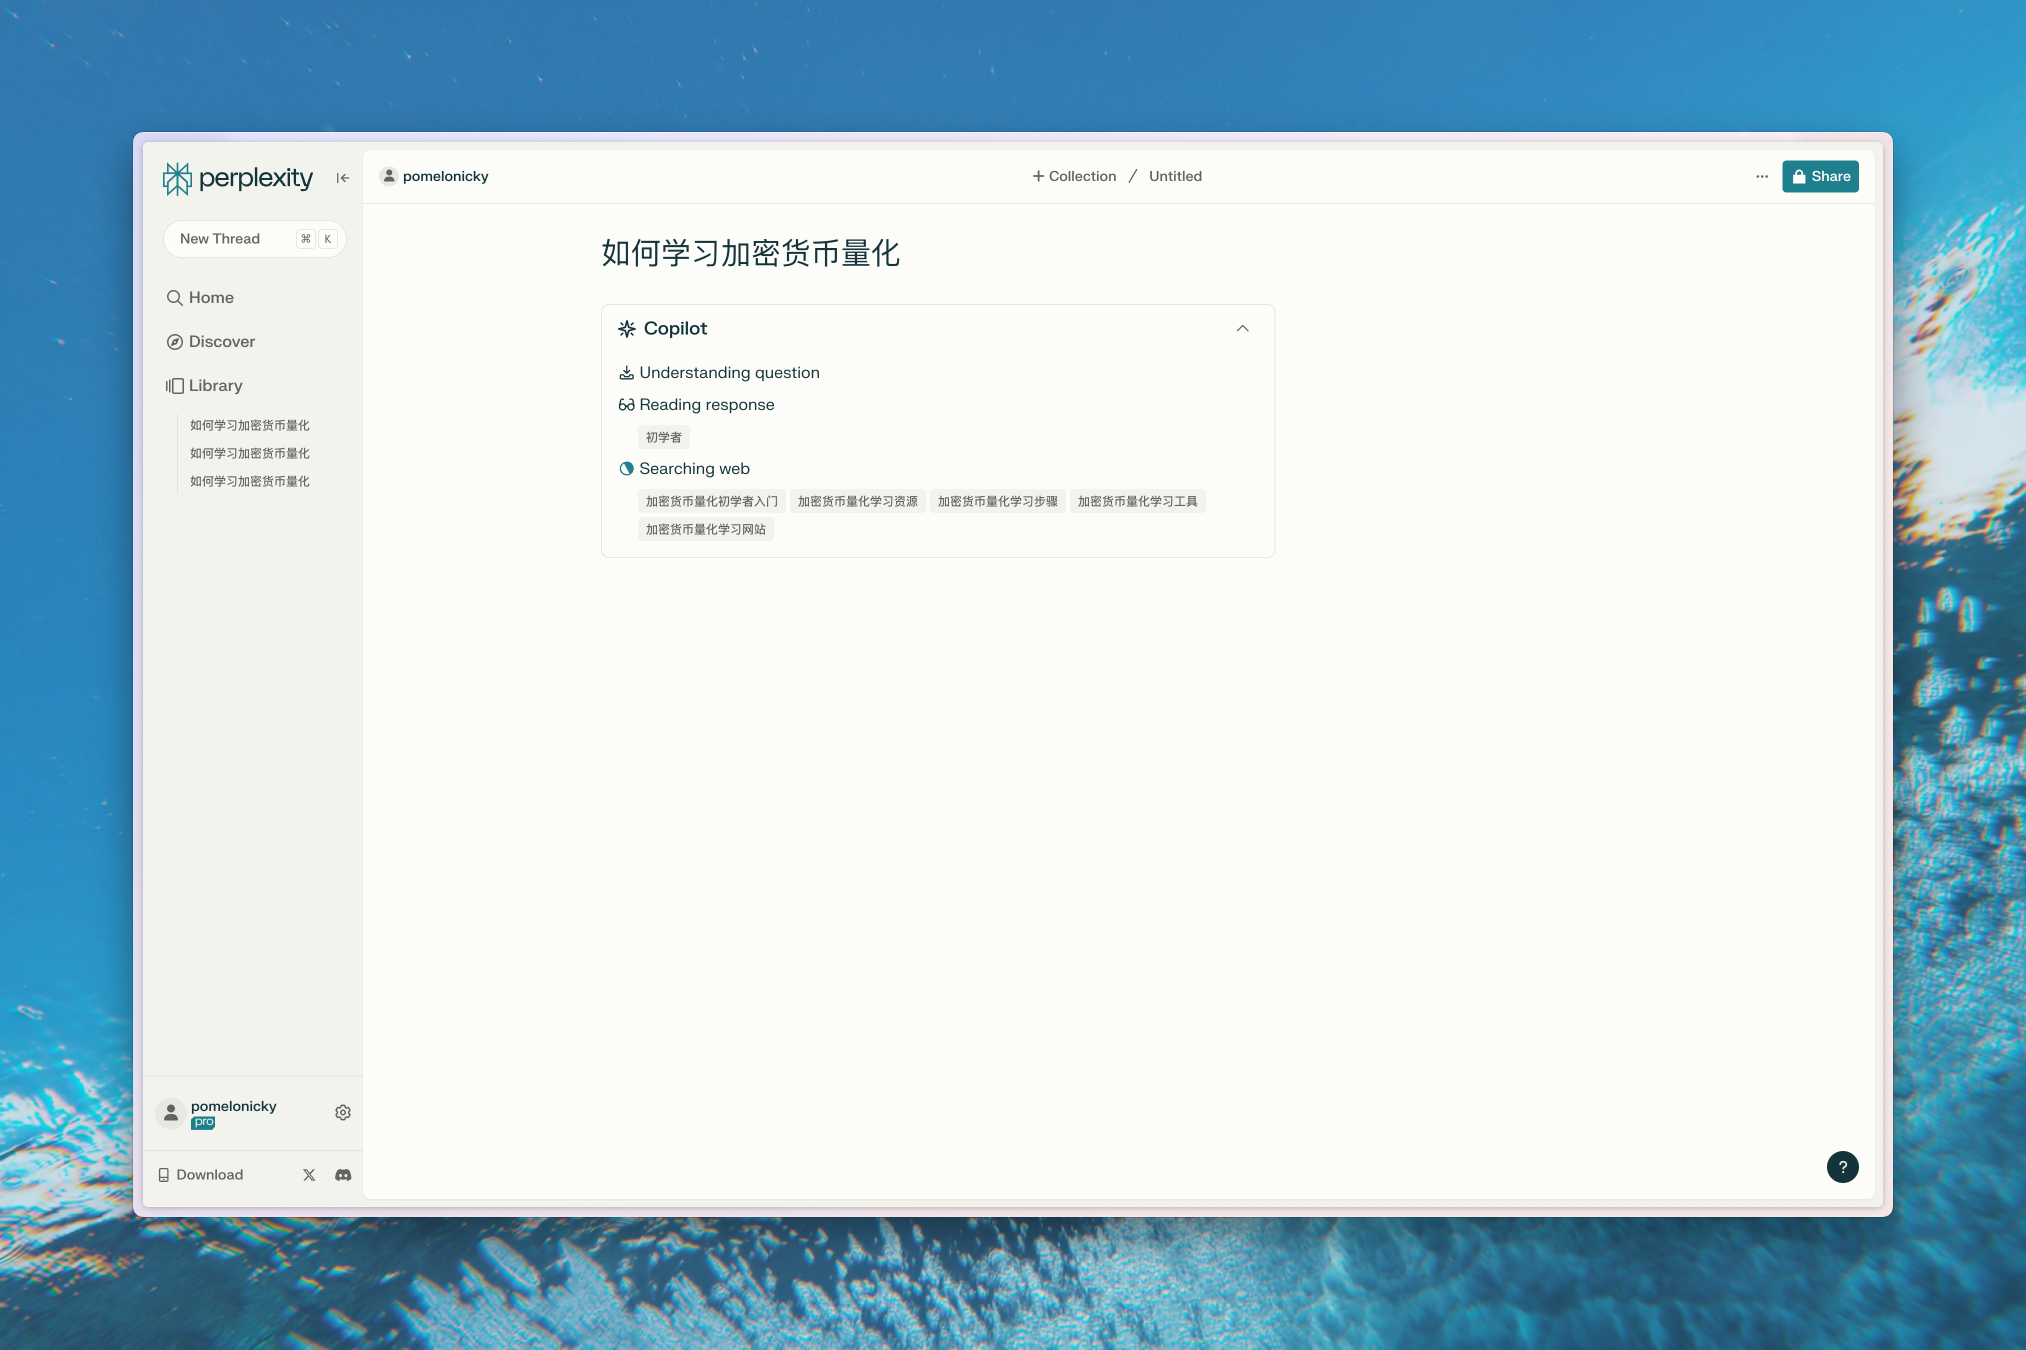 perplexity
New Thread ⌘ K
Home
Discover
Library
如何学习加密货币量化
如何学习加密货币量化
如何学习加密货币量化
pomelonicky
pro
Download
pomelonicky
+ Collection / Untitled
... Share
如何学习加密货币量化
Copilot
Understanding question
Reading response
初学者
Searching web
加密货币量化初学者入门 加密货币量化学习资源 加密货币量化学习步骤 加密货币量化学习工具
加密货币量化学习网站
?